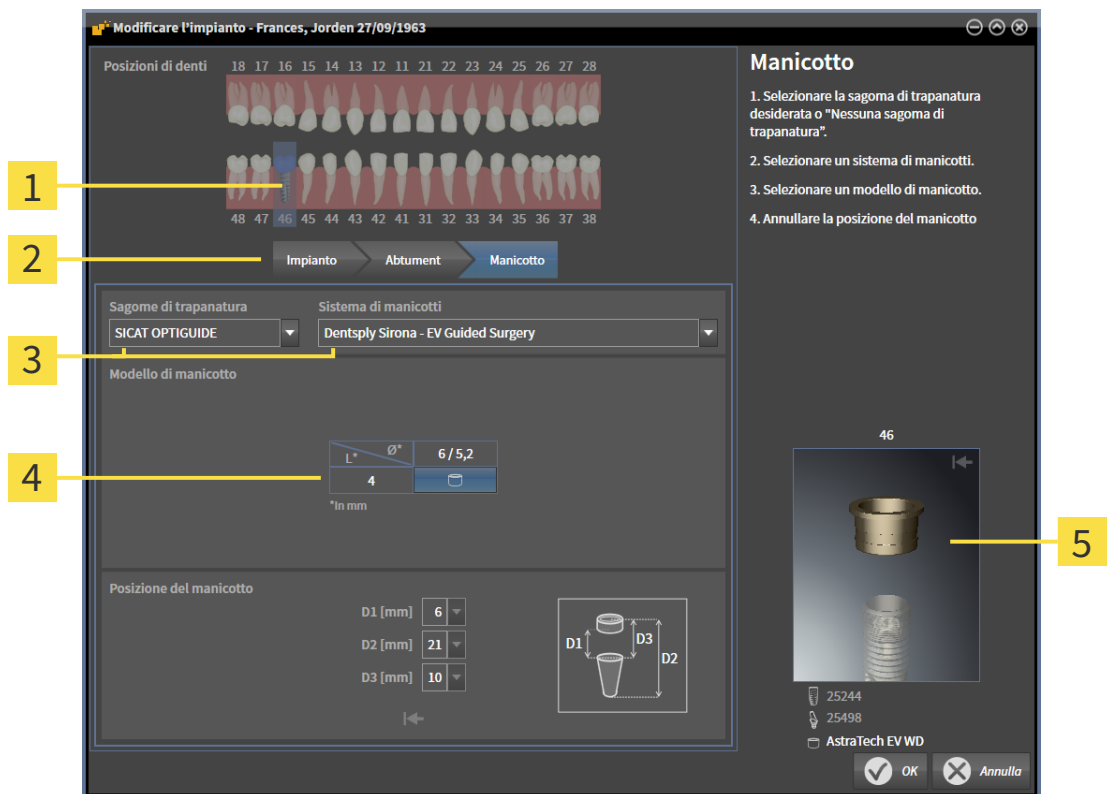 Modificare l'impianto - Frances, Jorden 27/09/1963
Posizioni di denti
18 17 16 15 14 13 12 11 21 22 23 24 25 26 27 28
48 47 46 45 44 43 42 41 31 32 33 34 35 36 37 38
1
2
Impianto
Abtument
Manicotto
Sagome di trapanatura
Sistema di manicotti
SICAT OPTIGUIDE
Dentsply Sirona - EV Guided Surgery
3
Modello di manicotto
L*
Ø*
6 / 5,2
4
4
*In mm
Posizione del manicotto
D1 [mm] 6
D2 [mm] 21
D3 [mm] 10
D1
D3
D2
Manicotto
1. Selezionare la sagoma di trapanatura
desiderata o "Nessuna sagoma di
trapanatura”.
2. Selezionare un sistema di manicotti.
3. Selezionare un modello di manicotto.
4. Annullare la posizione del manicotto
46
5
25244
25498
AstraTech EV WD
OK
Annulla